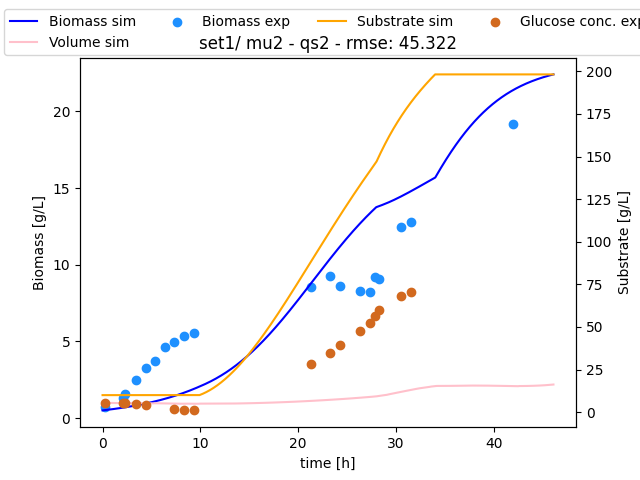 Biomass sim Biomass exp Substrate sim Glucose conc. exp
Volume sim
set1/ mu2 - qs2 - rmse: 45.322
Biomass [g/L]
20
15
10
5
0
200
175
150
125
100
75
50
25
0
Substrate [g/L]
0 10 20 30 40
time [h]